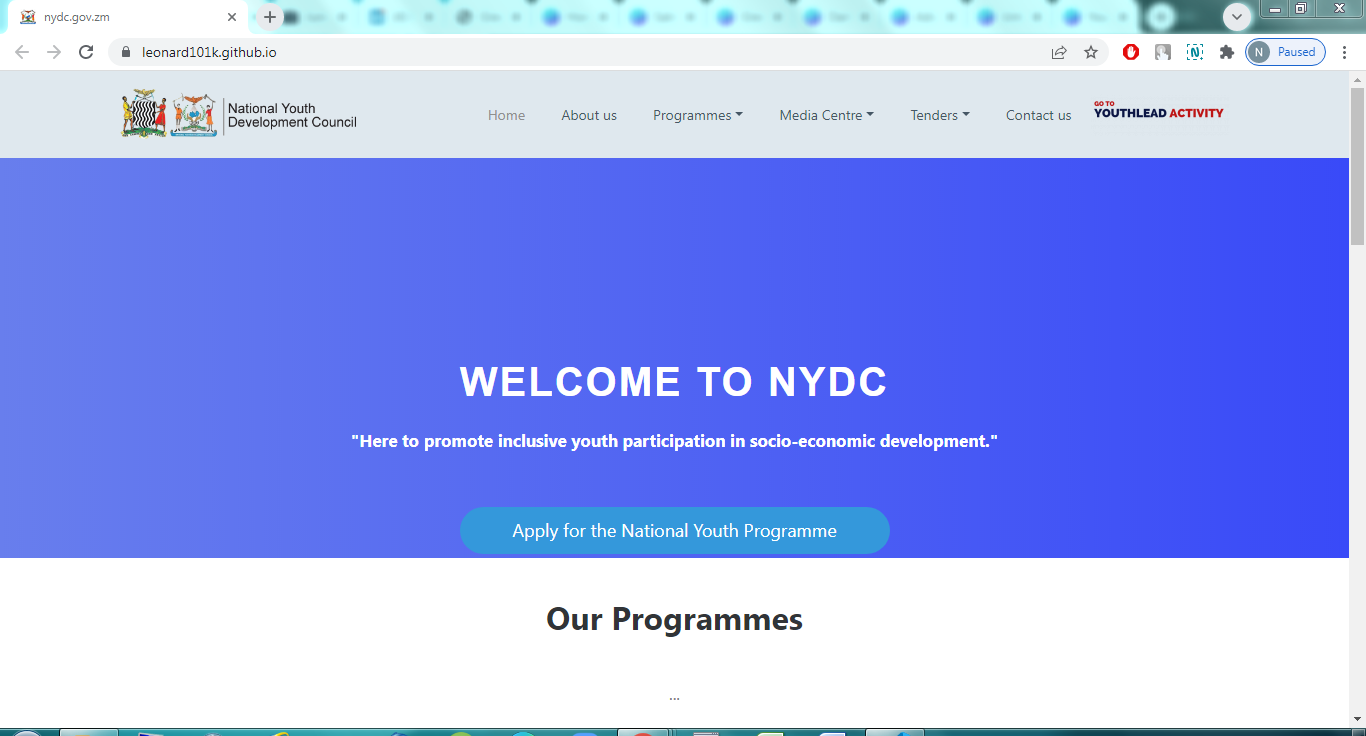 nydc.gov.zm
leonard101k.github.io
N
Paused
National Youth
Development Council
Home
About us
Programmes
Media Centre
Tenders
Contact us
GO TO
YOUTHLEAD ACTIVITY
WELCOME TO NYDC
"Here to promote inclusive youth participation in socio-economic development."
Apply for the National Youth Programme
Our Programmes
...